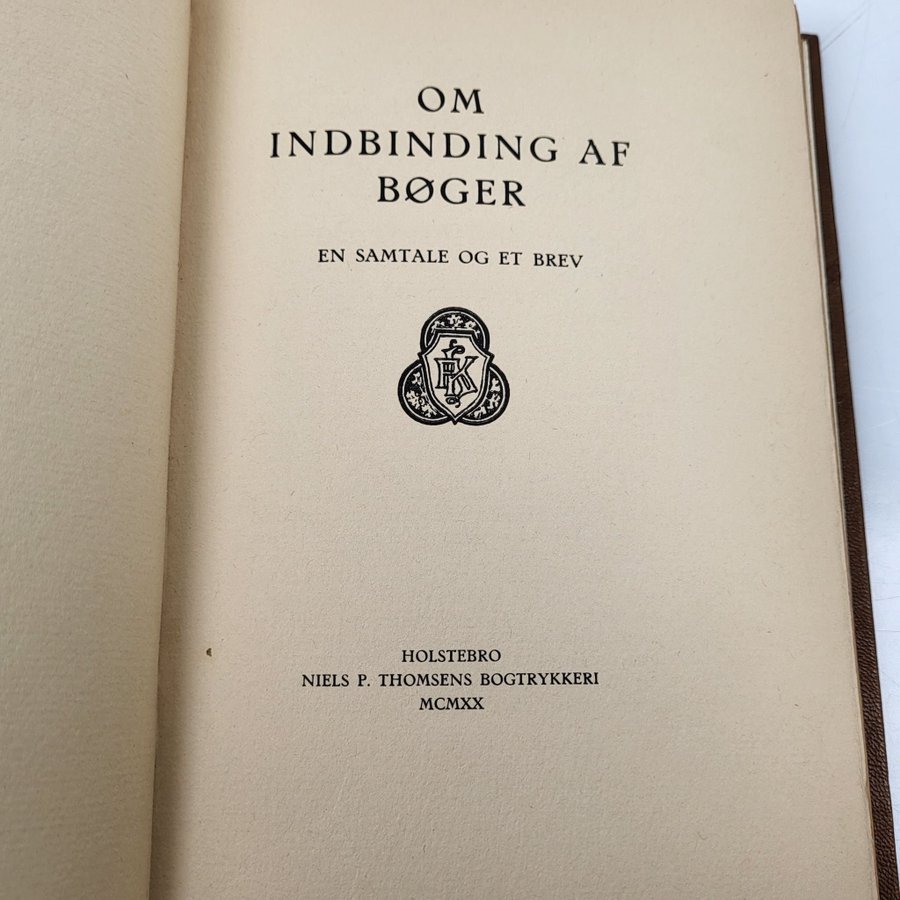 OM
INDBINDING AF
BØGER
EN SAMTALE OG ET BREV
HOLSTEBRO
NIELS P. THOMSENS BOGTRYKKERI
MCMXX